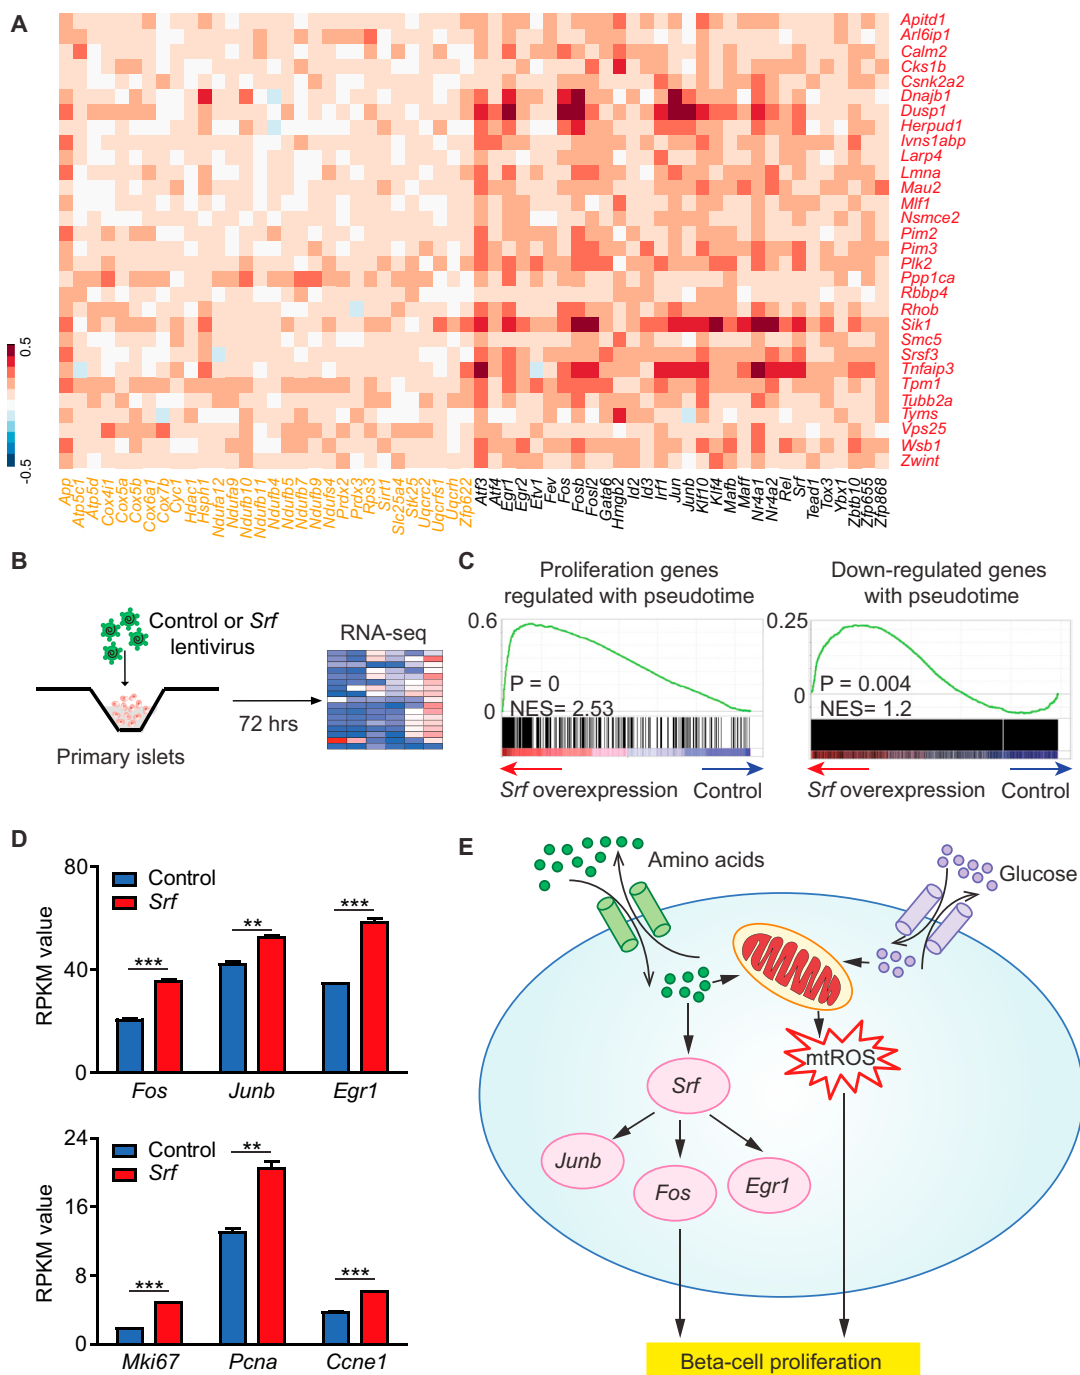 A
Apitd1
Arl6ip1
Calm2
Cks1b
Csnk2a2
Dnajb1
Dusp1
Herpud1
Ivns1abp
Larp4
Lmna
Mau2
Mlf1
Nsmce2
Pim2
Pim3
Plk2
Ppp1ca
Rbbp4
Rhob
Sik1
Smc5
Srsf3
Tnfaip3
Tpm1
Tubb2a
Tyms
Vps25
Wsb1
Zwint
0.5
-0.5
App
Atp5c1
Atp5d
Cox4i1
Cox5a
Cox5b
Cox6a1
Cox7b
Cyc1
Hdac1
Hsph1
Ndufa12
Ndufa9
Ndufb10
Ndufb11
Ndufb4
Ndufb5
Ndufb7
Ndufb9
Ndufs4
Prdx2
Prdx3
Rps3
Sirt1
Slc25a4
Stk25
Uqcrc2
Uqcrfs1
Uqcrh
Zfp622
Atf3
Atf4
Egr1
Egr2
Etv1
Fev
Fos
Fosb
Fosl2
Gata6
Hmgb2
Id2
Id3
Irf1
Jun
Junb
Klf10
Klf4
Mafb
Maff
Nr4a1
Nr4a2
Rel
Srf
Tead1
Tox3
Ybx1
Zbtb10
Zfp655
Zfp868
B
Control or Srf
lentivirus
Primary islets
72 hrs
RNA-seq
C
Proliferation genes
regulated with pseudotime
0.6
P = 0
NES= 2.53
0
Srf overexpression
Control
Down-regulated genes
with pseudotime
0.25
P = 0.004
0
NES= 1.2
Srf overexpression
Control
D
80
40
0
RPKM value
Control
Srf
***
**
***
Fos
Junb
Egr1
24
16
8
0
RPKM value
Control
Srf
***
**
***
Mki67
Pcna
Ccne1
E
Amino acids
Glucose
mtROS
Srf
Junb
Fos
Egr1
Beta-cell proliferation